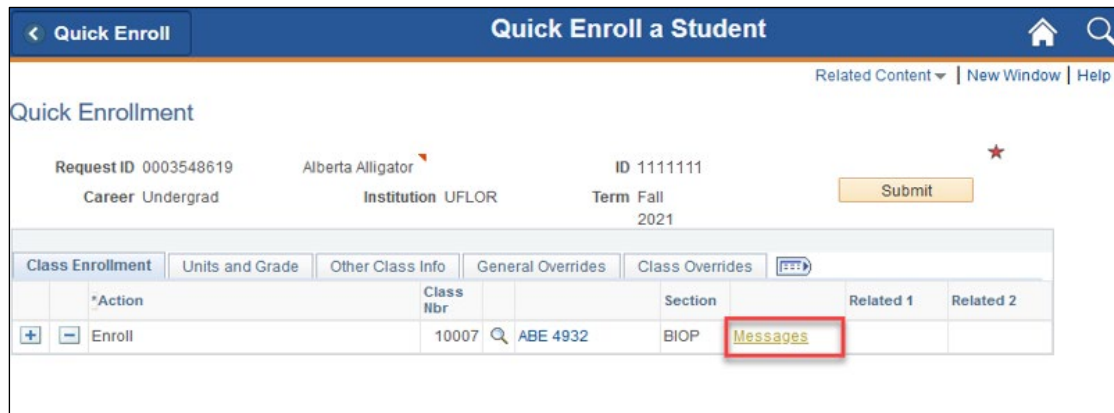 Quick Enroll Quick Enroll a Student
Related Content New Window Help
Quick Enrollment
Request ID 0003548619 Alberta Alligator ID 1111111
Career Undergrad Institution UFLOR Term Fall 2021
Submit
Class Enrollment Units and Grade Other Class Info General Overrides Class Overrides
*Action Class Nbr Section Related 1 Related 2
Enroll 10007 ABE 4932 BIOP Messages